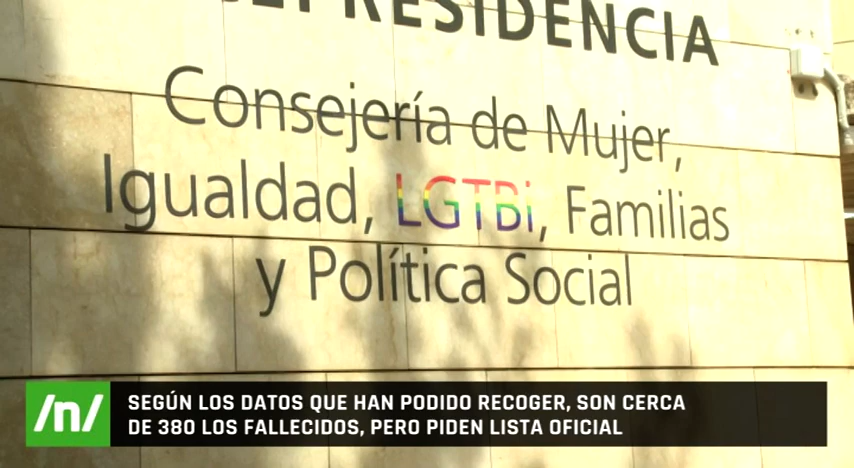 Consejería de Mujer,
Igualdad, LGTBi, Familias
y Política Social
/n/
SEGÚN LOS DATOS QUE HAN PODIDO RECOGER, SON CERCA
DE 380 LOS FALLECIDOS, PERO PIDEN LISTA OFICIAL